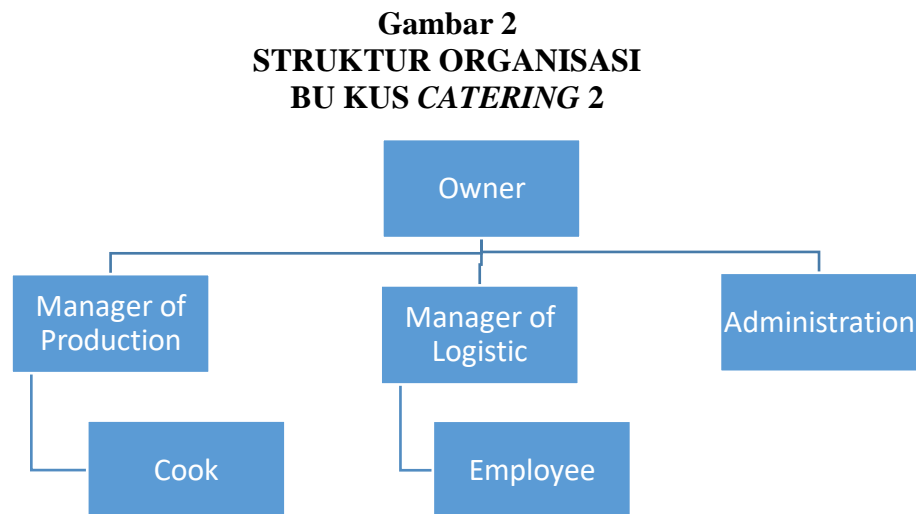 Gambar 2
STRUKTUR ORGANISASI
BU KUS CATERING 2
Owner
Manager of
Production
Manager of
Logistic
Administration
Cook
Employee